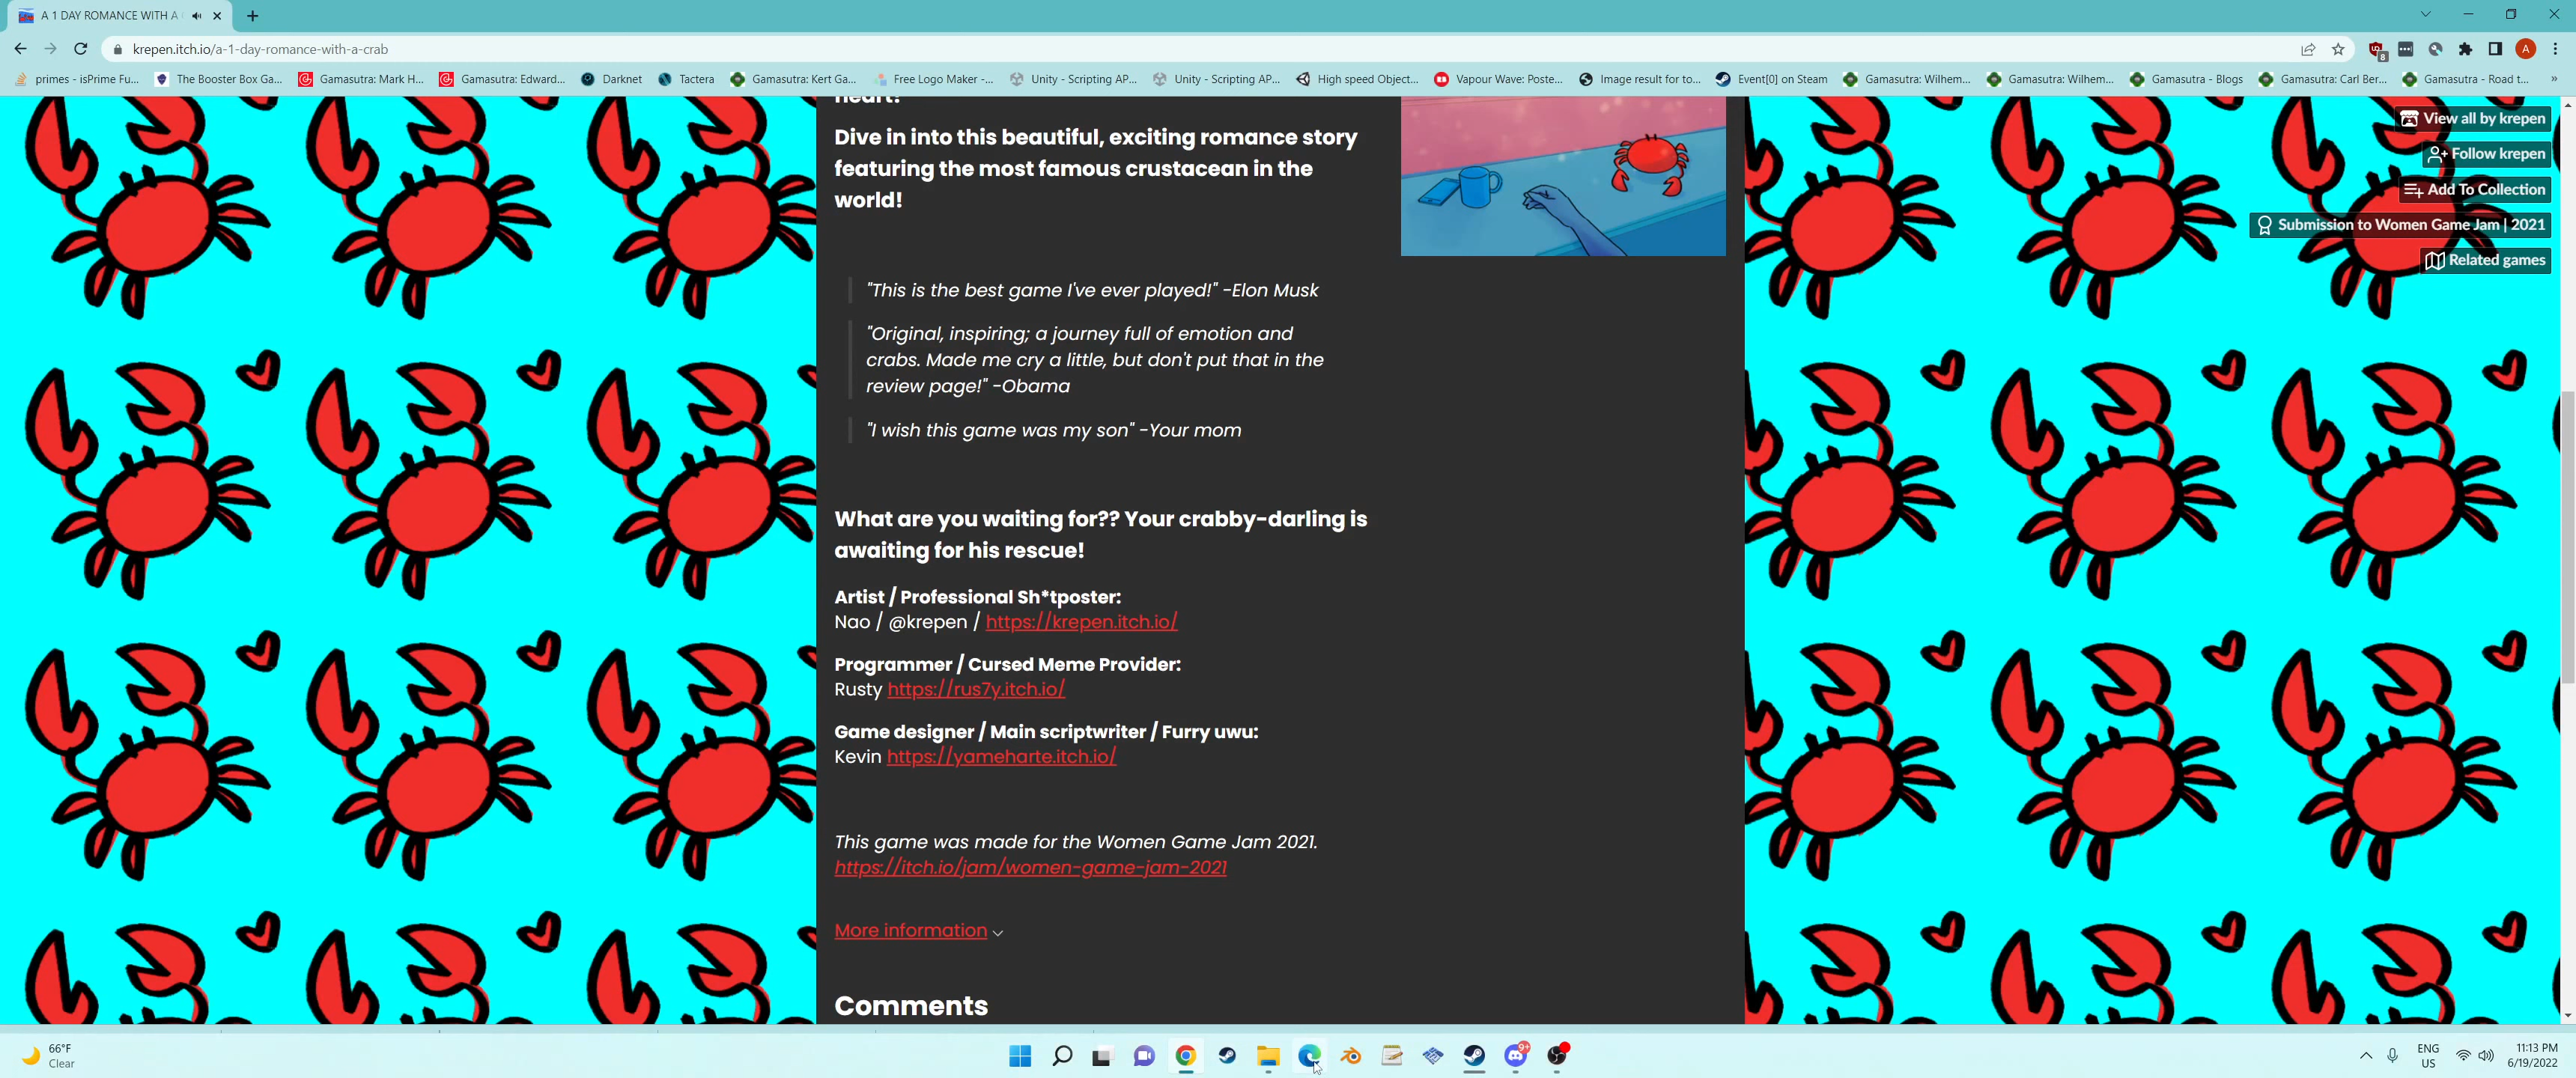 A 1 DAY ROMANCE WITH A
krepen.itch.io/a-1-day-romance-with-a-crab
primes - isPrime Fu...
The Booster Box Ga...
Gamasutra: Mark H...
Gamasutra: Edward...
Darknet
Tactera
Gamasutra: Kert Ga...
Free Logo Maker -...
Unity - Scripting AP...
Unity - Scripting AP...
High speed Object...
Vapour Wave: Poste...
Image result for to...
Event[0] on Steam
Gamasutra: Wilhem...
Gamasutra: Wilhem...
Gamasutra - Blogs
Gamasutra: Carl Ber...
Gamasutra - Road t...
8
A
View all by krepen
Follow krepen
Add To Collection
Submission to Women Game Jam | 2021
Related games
heart!
Dive in into this beautiful, exciting romance story
featuring the most famous crustacean in the
world!
"This is the best game I've ever played!" -Elon Musk
"Original, inspiring; a journey full of emotion and
crabs. Made me cry a little, but don't put that in the
review page!" -Obama
"I wish this game was my son" -Your mom
What are you waiting for?? Your crabby-darling is
awaiting for his rescue!
Artist / Professional Sh*tposter:
Nao / @krepen / https://krepen.itch.io/
Programmer / Cursed Meme Provider:
Rusty https://rus7y.itch.io/
Game designer / Main scriptwriter / Furry uwu:
Kevin https://yameharte.itch.io/
This game was made for the Women Game Jam 2021.
https://itch.io/jam/women-game-jam-2021
More information
Comments
66°F
Clear
9+
ENG
US
11:13 PM
6/19/2022